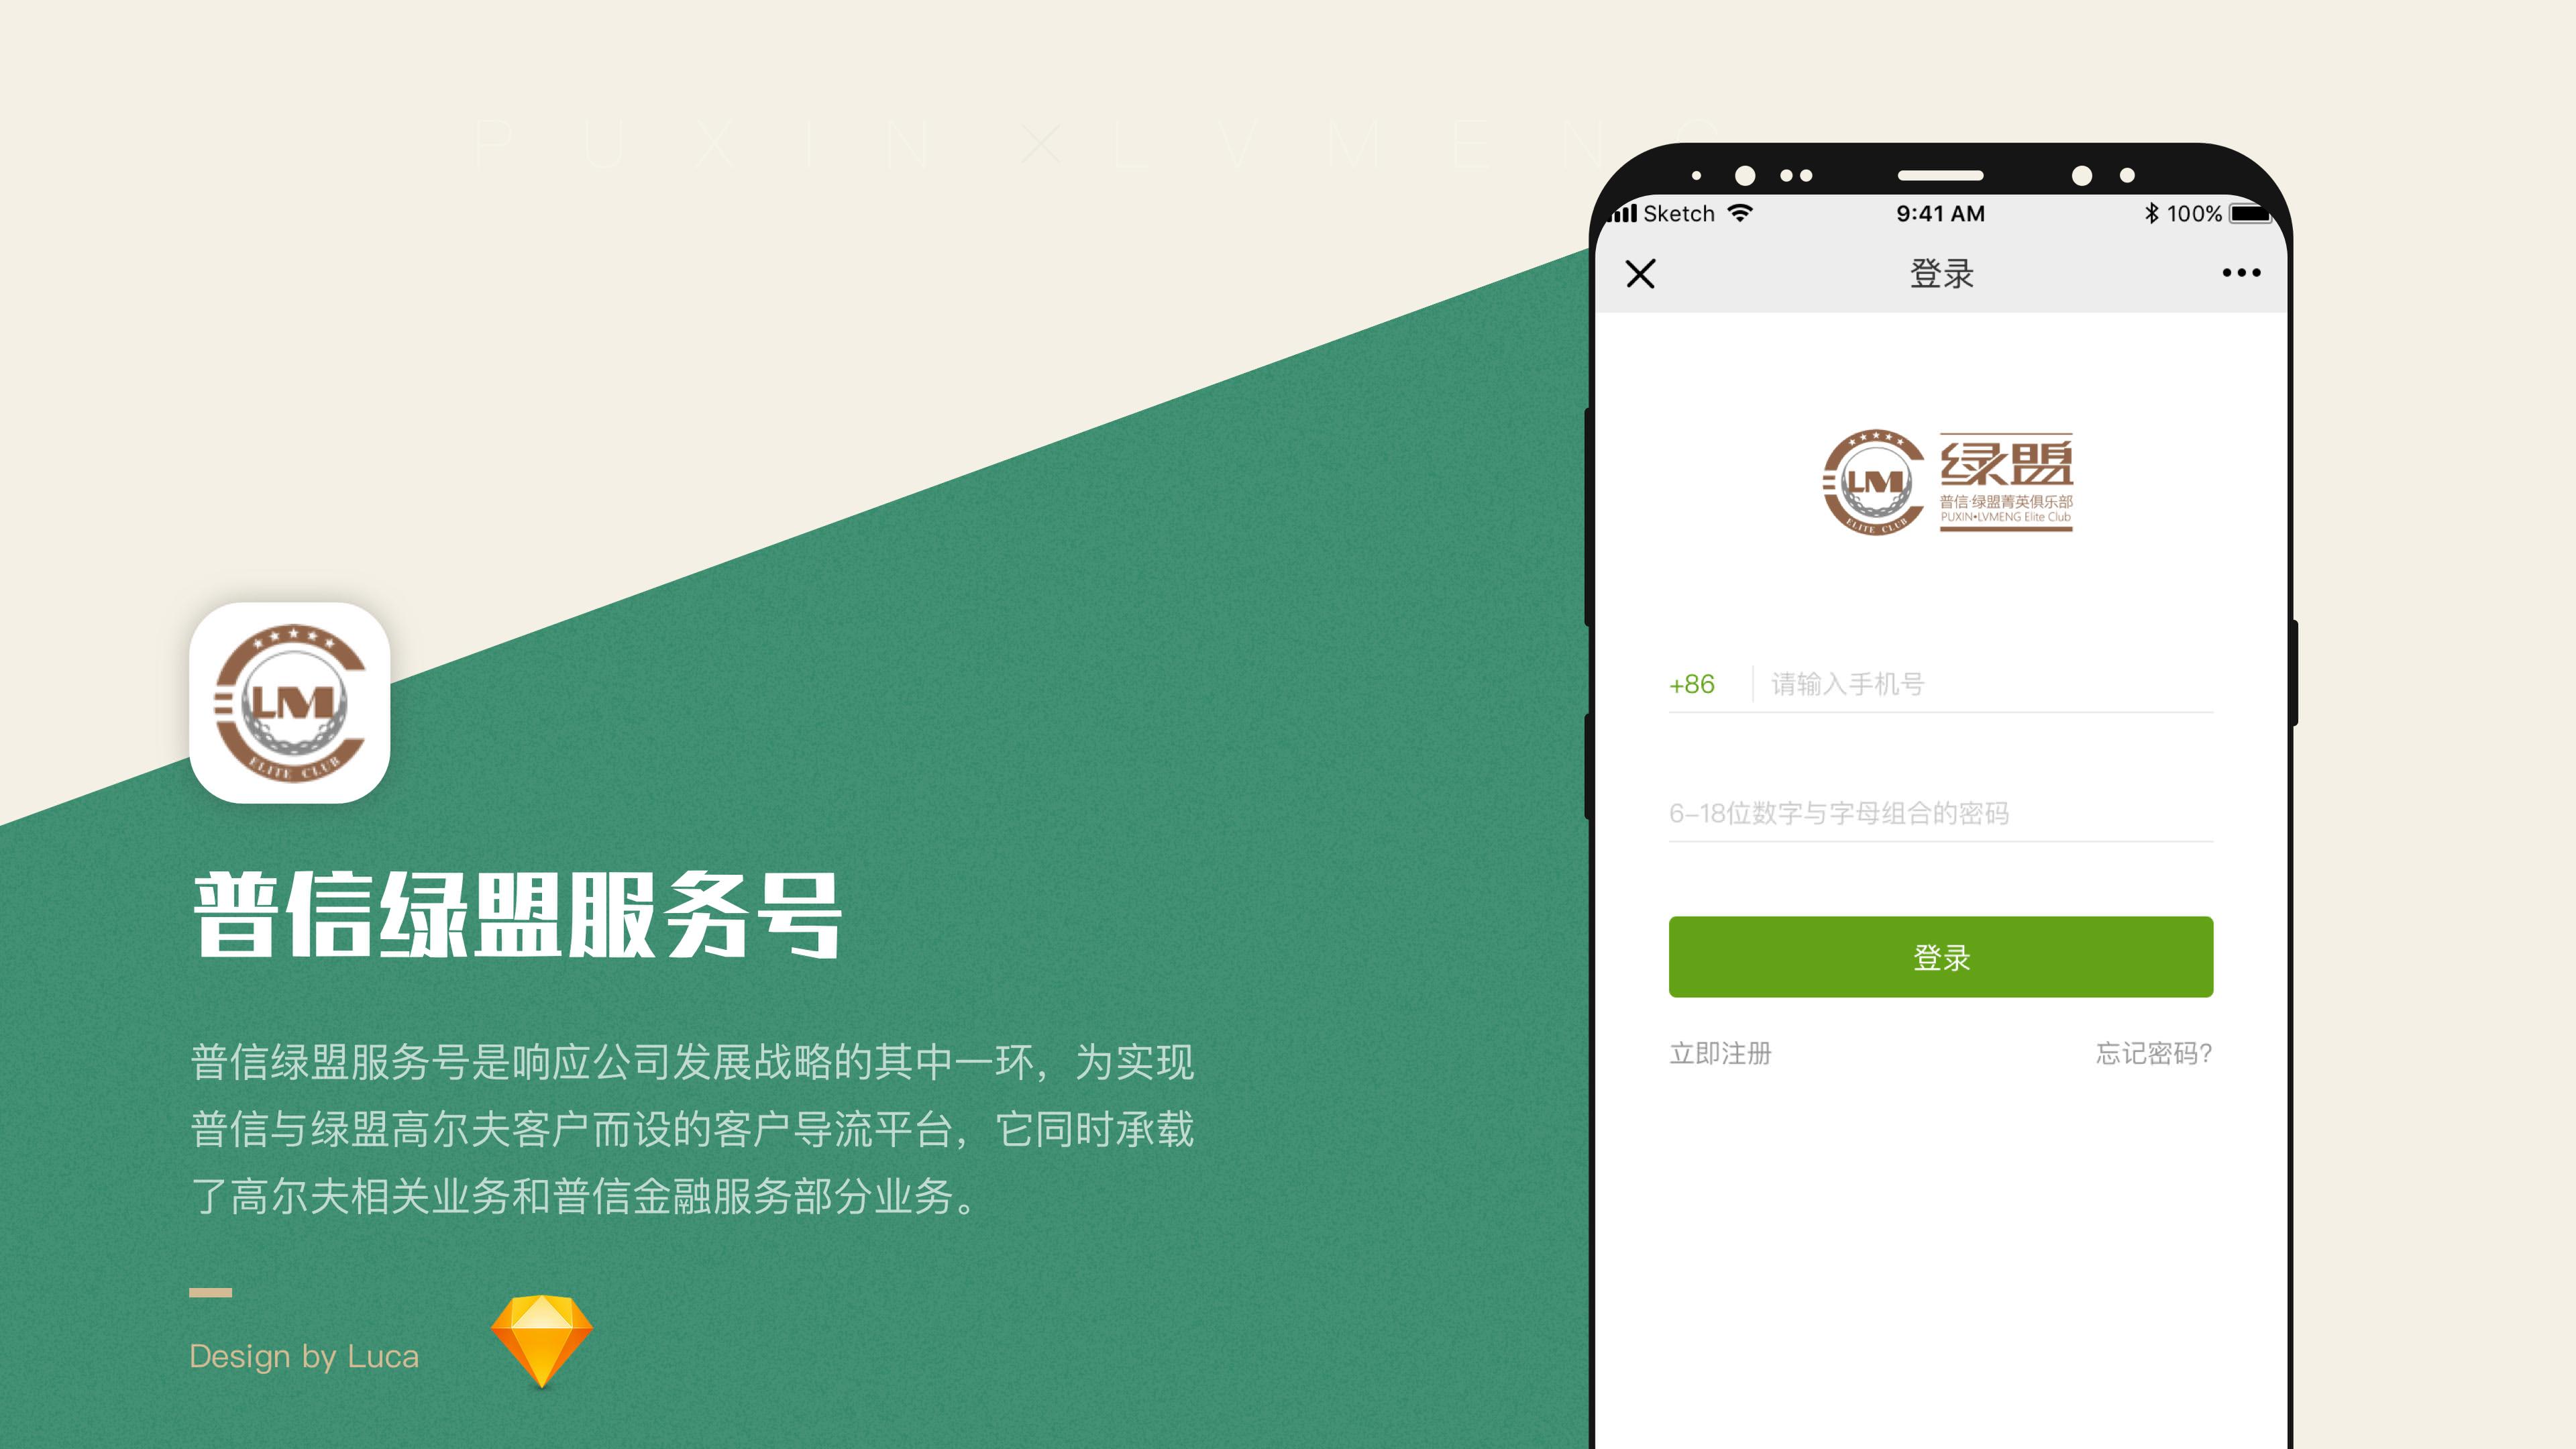 PUXIN×LVMENG
LM
ELITE CLUB
普信绿盟服务号
普信绿盟服务号是响应公司发展战略的其中一环，为实现
普信与绿盟高尔夫客户而设的客户导流平台，它同时承载
了高尔夫相关业务和普信金融服务部分业务。
Design by Luca
Sketch 9:41 AM 100%
登录
LM
ELITE CLUB
绿盟
普信·绿盟菁英俱乐部
PUXIN•LVMENG Elite Club
+86 请输入手机号
6–18位数字与字母组合的密码
登录
立即注册 忘记密码?